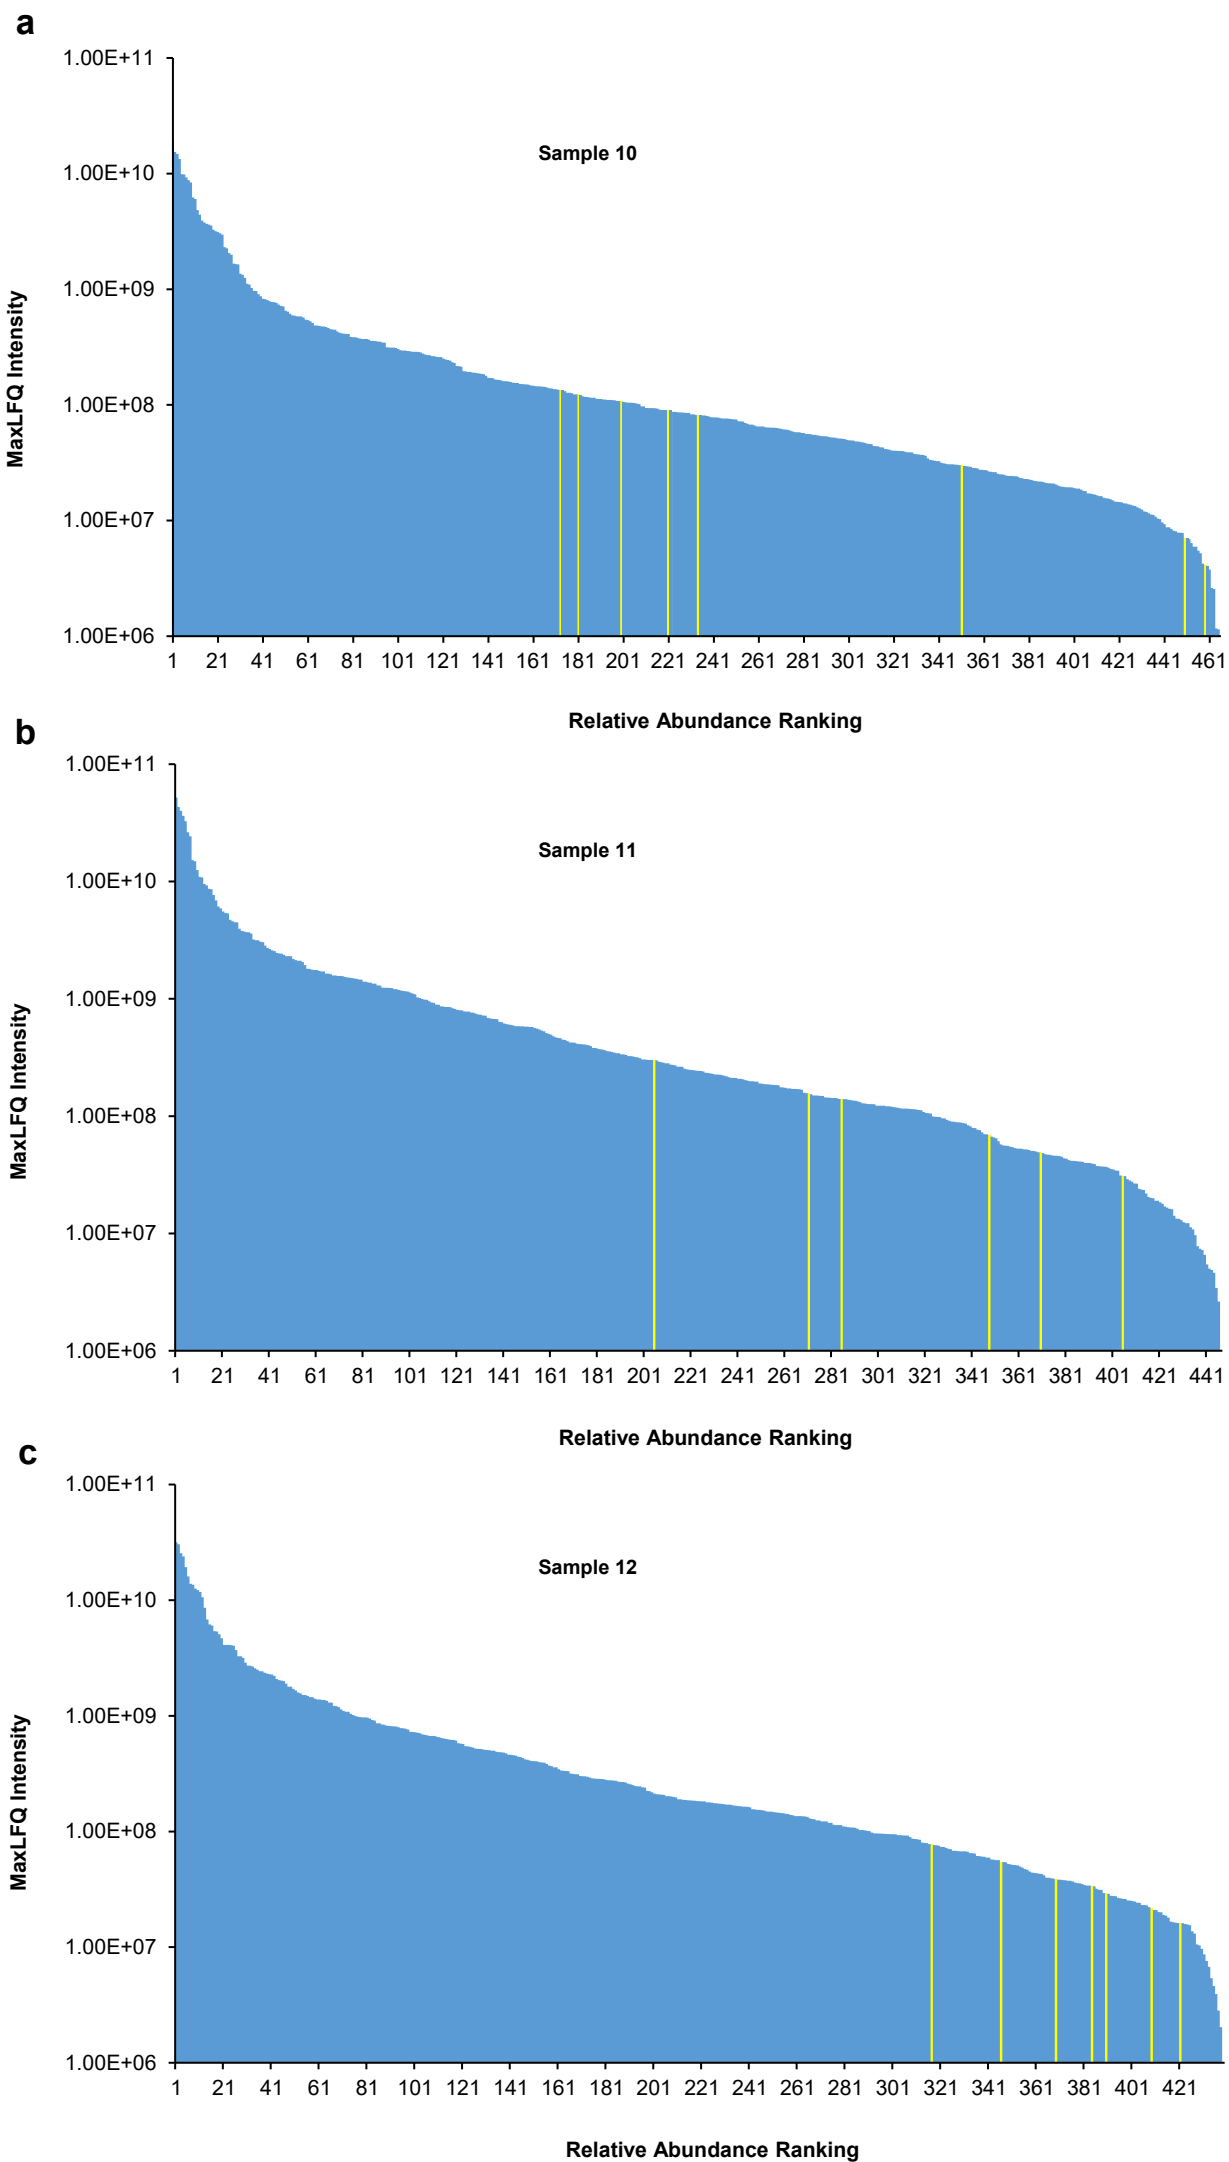 a
1.00E+11
Sample 10
1.00E+10
1.00E+09
1.00E+08
1.00E+07
1.00E+06
MaxLFQ Intensity
1 21 41 61 81 101 121 141 161 181 201 221 241 261 281 301 321 341 361 381 401 421 441 461
Relative Abundance Ranking
b
1.00E+11
Sample 11
1.00E+10
1.00E+09
1.00E+08
1.00E+07
1.00E+06
MaxLFQ Intensity
1 21 41 61 81 101 121 141 161 181 201 221 241 261 281 301 321 341 361 381 401 421 441
Relative Abundance Ranking
c
1.00E+11
Sample 12
1.00E+10
1.00E+09
1.00E+08
1.00E+07
1.00E+06
MaxLFQ Intensity
1 21 41 61 81 101 121 141 161 181 201 221 241 261 281 301 321 341 361 381 401 421
Relative Abundance Ranking